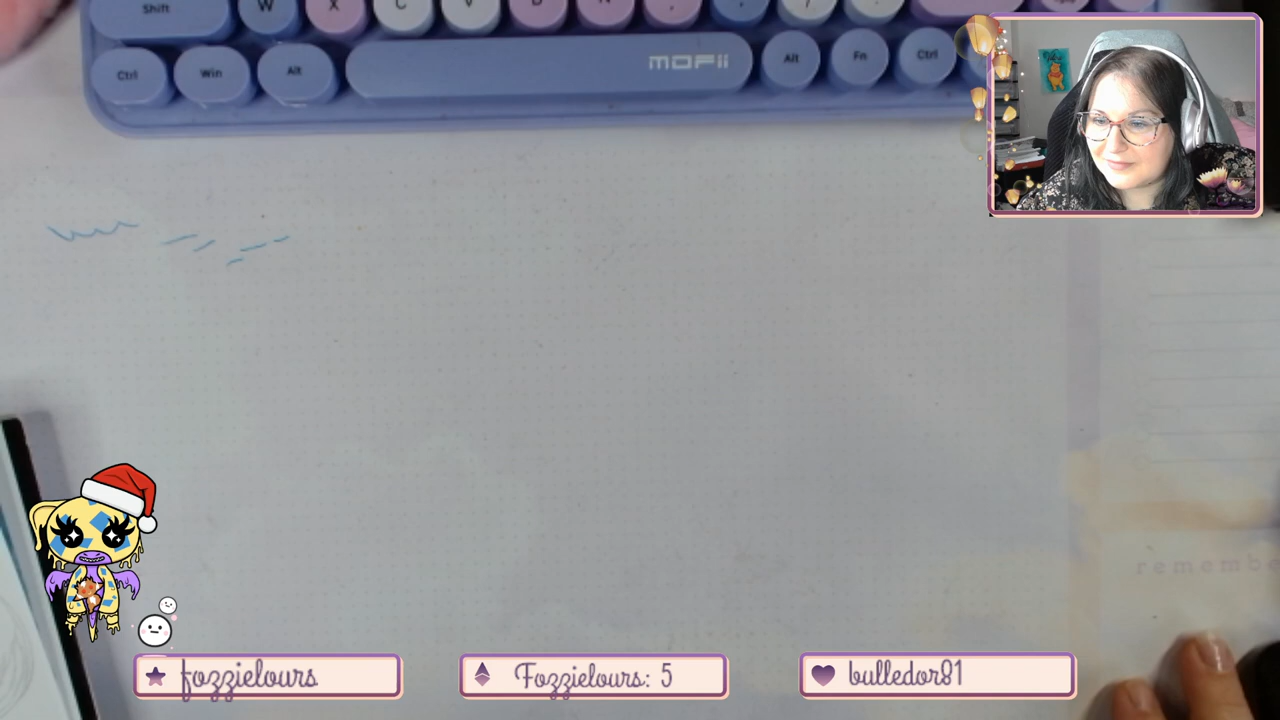 Shift W X C V B N
Ctrl Win Alt MOFII Alt Fn Ctrl
remembe
fozzielours
Fozzielours: 5
bulledor81